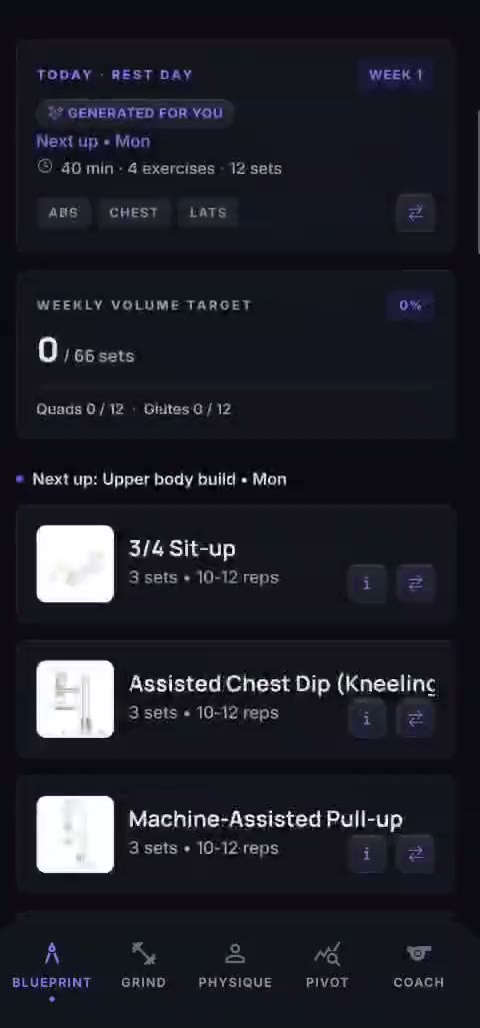 TODAY · REST DAY
WEEK 1
GENERATED FOR YOU
Next up • Mon
40 min · 4 exercises · 12 sets
ABS CHEST LATS
WEEKLY VOLUME TARGET
0%
0 / 66 sets
Quads 0 / 12 · Glutes 0 / 12
Next up: Upper body build • Mon
3/4 Sit-up
3 sets • 10-12 reps
i
Assisted Chest Dip (Kneeling
3 sets • 10-12 reps
i
Machine-Assisted Pull-up
3 sets • 10-12 reps
i
BLUEPRINT GRIND PHYSIQUE PIVOT COACH